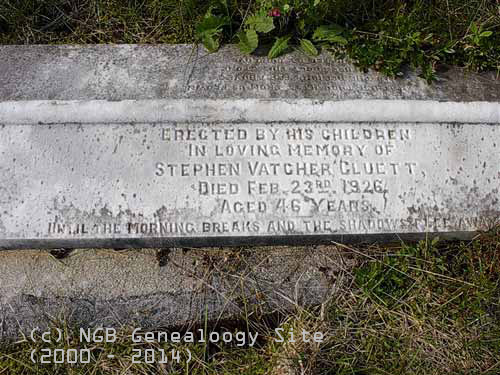 Erected by his children
In loving memory of
Stephen Vatcher Cluett,
Died Feb. 23rd 1926,
Aged 46 Years.
Until the morning breaks and the shadows flee away
(c) NGB Genealoogy Site
(2000 - 2014)